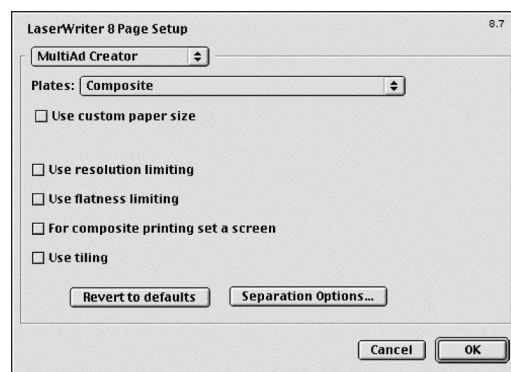 LaserWriter 8 Page Setup 8.7
MultiAd Creator
Plates: Composite
Use custom paper size
Use resolution limiting
Use flatness limiting
For composite printing set a screen
Use tiling
Revert to defaults Separation Options...
Cancel OK